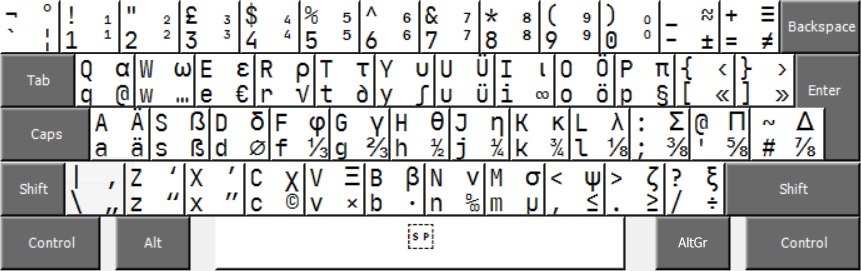 ¬ ° ! 1 " 2 £ 3 $ 4 % 5 ^ 6 & 7 * 8 ( 9 ) 0 _ ≈ + ≡ Backspace
` ¦ 1 ₁ 2 ₂ 3 ₃ 4 ₄ 5 ₅ 6 ₆ 7 ₇ 8 ₈ 9 ₉ 0 ₀ - ± = ≠
Tab Q α W ω E ε R ρ T τ Y υ U Ü I ι O Ö P π { ‹ } › Enter
q @ w … e € r √ t ∂ y ∫ u ü i ∞ o ö p § [ « ] »
Caps A Ä S ẞ D δ F φ G γ H θ J η K κ L λ : Σ @ Π ~ Δ
a ä s ß d ∅ f ⅓ g ⅔ h ½ j ¼ k ¾ l ⅛ ; ⅜ ' ⅝ # ⅞
Shift | ‚ Z ‘ X ’ C χ V Ξ B β N ν M σ < ψ > ζ ? ξ Shift
\ „ z “ x ” c © v × b · n ‰ m µ , ≤ . ≥ / ÷
Control Alt SP AltGr Control